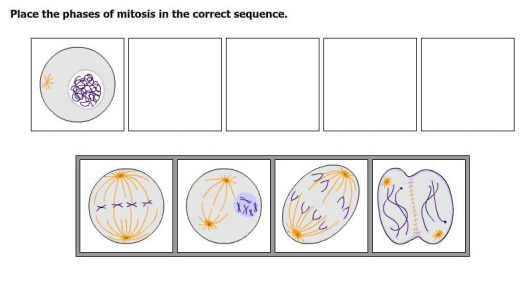 Place the phases of mitosis in the correct sequence.